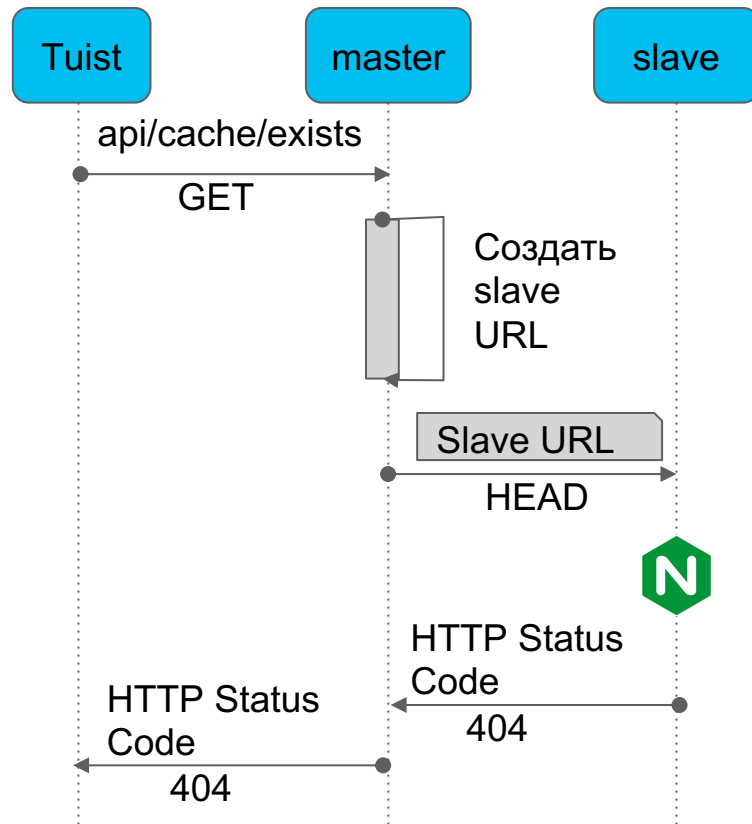 Tuist
master
slave
api/cache/exists
GET
Создать
slave
URL
Slave URL
HEAD
N
HTTP Status
Code
404
HTTP Status
Code
404